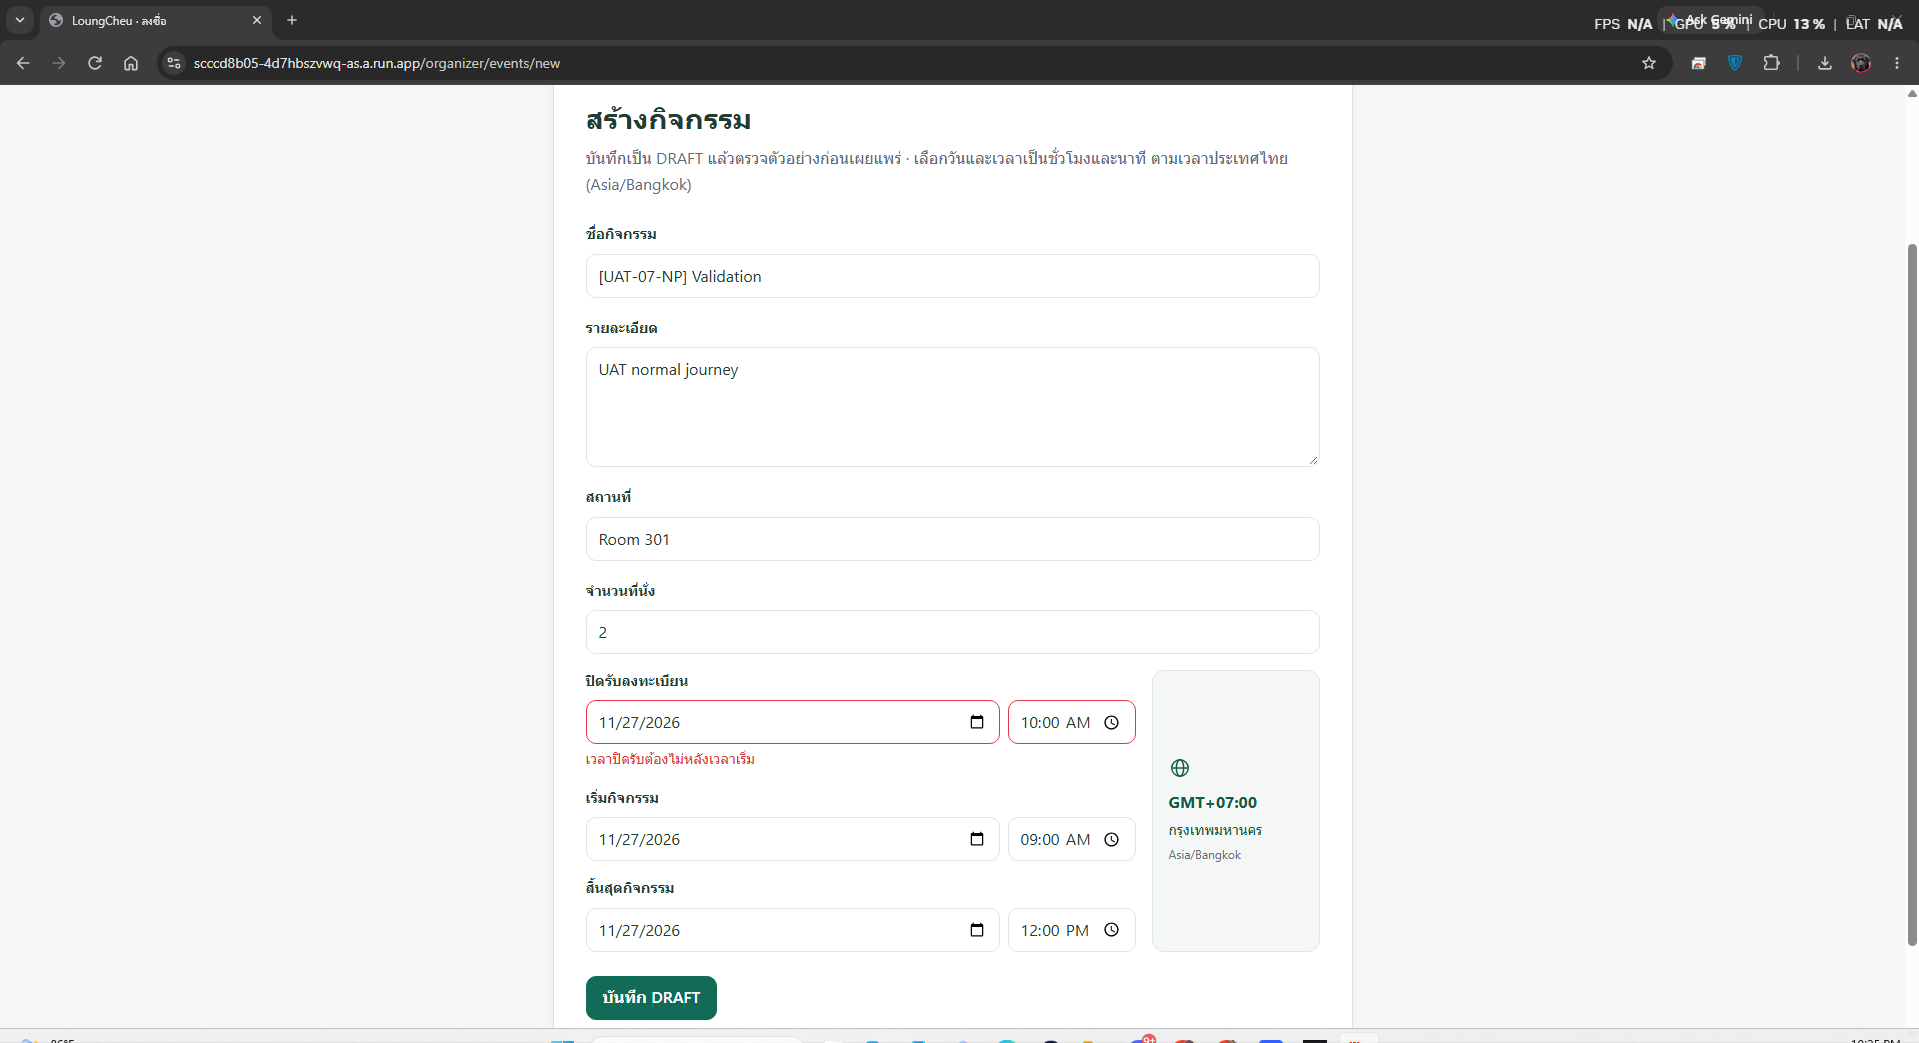 LoungCheu · ลงชื่อ
Ask Gemini
FPS N/A | GPU 5 % | CPU 13 % | LAT N/A
scccd8b05-4d7hbszvwq-as.a.run.app/organizer/events/new
สร้างกิจกรรม
บันทึกเป็น DRAFT แล้วตรวจตัวอย่างก่อนเผยแพร่ · เลือกวันและเวลาเป็นชั่วโมงและนาที ตามเวลาประเทศไทย
(Asia/Bangkok)
ชื่อกิจกรรม
[UAT-07-NP] Validation
รายละเอียด
UAT normal journey
สถานที่
Room 301
จำนวนที่นั่ง
2
ปิดรับลงทะเบียน
11/27/2026 10:00 AM
เวลาปิดรับต้องไม่หลังเวลาเริ่ม
เริ่มกิจกรรม
11/27/2026 09:00 AM
สิ้นสุดกิจกรรม
11/27/2026 12:00 PM
GMT+07:00
กรุงเทพมหานคร
Asia/Bangkok
บันทึก DRAFT
9+